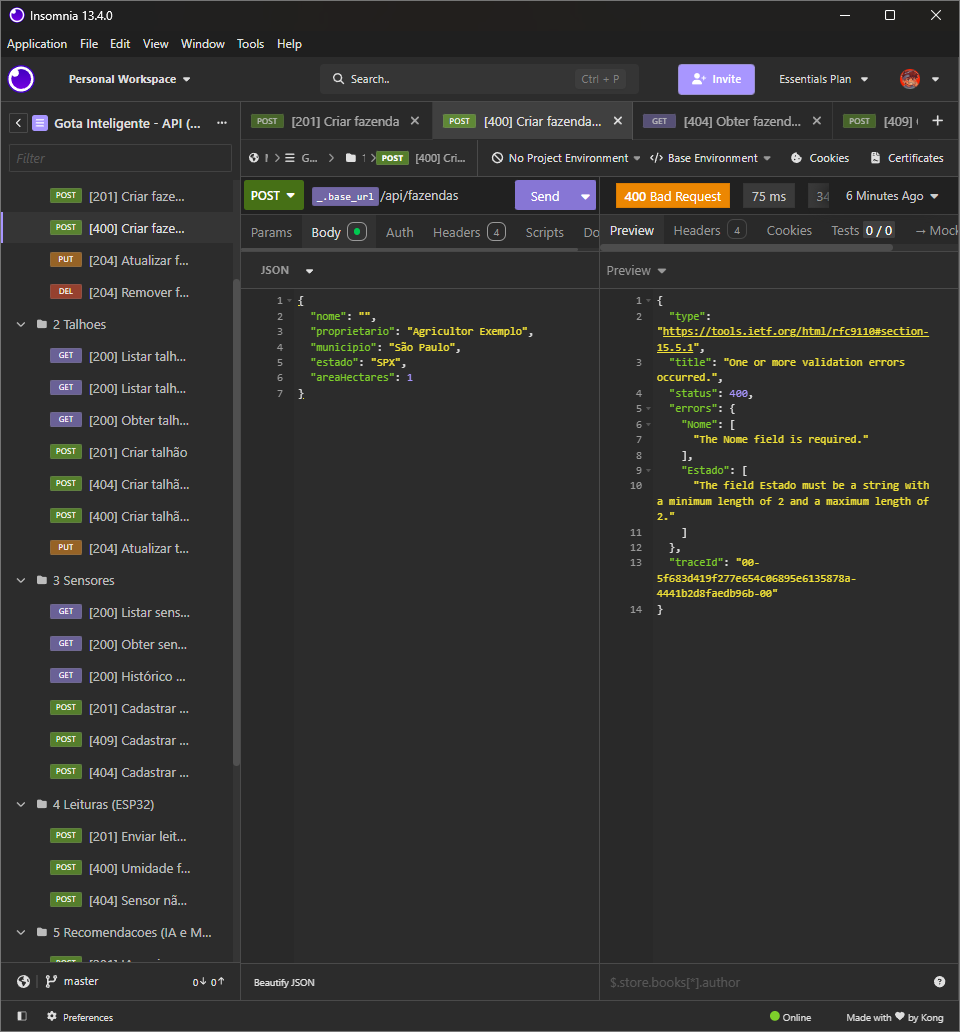 Insomnia 13.4.0
Application File Edit View Window Tools Help
Personal Workspace
Search..
Ctrl + P
Invite
Essentials Plan
Gota Inteligente - API (...
POST [201] Criar fazenda
POST [400] Criar fazenda...
GET [404] Obter fazend...
POST [409]
Filter
G...
POST [400] Cri...
No Project Environment
</> Base Environment
Cookies
Certificates
POST [201] Criar faze...
POST [400] Criar faze...
PUT [204] Atualizar f...
DEL [204] Remover f...
2 Talhoes
GET [200] Listar talh...
GET [200] Listar talh...
GET [200] Obter talh...
POST [201] Criar talhão
POST [404] Criar talhã...
POST [400] Criar talhã...
PUT [204] Atualizar t...
3 Sensores
GET [200] Listar sens...
GET [200] Obter sen...
GET [200] Histórico ...
POST [201] Cadastrar ...
POST [409] Cadastrar ...
POST [404] Cadastrar ...
4 Leituras (ESP32)
POST [201] Enviar leit...
POST [400] Umidade f...
POST [404] Sensor nã...
5 Recomendacoes (IA e M...
master
0↓ 0↑
Preferences
POST
_.base_url /api/fazendas
Send
Params Body Auth Headers 4 Scripts Do
JSON
1 {
2 "nome": "",
3 "proprietario": "Agricultor Exemplo",
4 "municipio": "São Paulo",
5 "estado": "SPX",
6 "areaHectares": 1
7 }
Beautify JSON
400 Bad Request
75 ms
34
6 Minutes Ago
Preview Headers 4 Cookies Tests 0 / 0 → Mock
Preview
1 {
2 "type":
"https://tools.ietf.org/html/rfc9110#section-
15.5.1",
3 "title": "One or more validation errors
occurred.",
4 "status": 400,
5 "errors": {
6 "Nome": [
7 "The Nome field is required."
8 ],
9 "Estado": [
10 "The field Estado must be a string with
a minimum length of 2 and a maximum length of
2."
11 ]
12 },
13 "traceId": "00-
5f683d419f277e654c06895e6135878a-
4441b2d8faedb96b-00"
14 }
$.store.books[*].author
Online
Made with ❤ by Kong